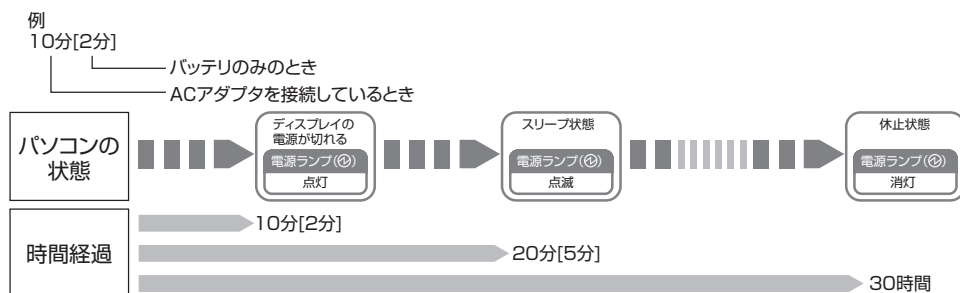 例
10分[2分]
バッテリのみのとき
ACアダプタを接続しているとき
パソコンの
状態
ディスプレイの
電源が切れる
電源ランプ()
点灯
スリープ状態
電源ランプ()
点滅
休止状態
電源ランプ()
消灯
時間経過
10分[2分]
20分[5分]
30時間